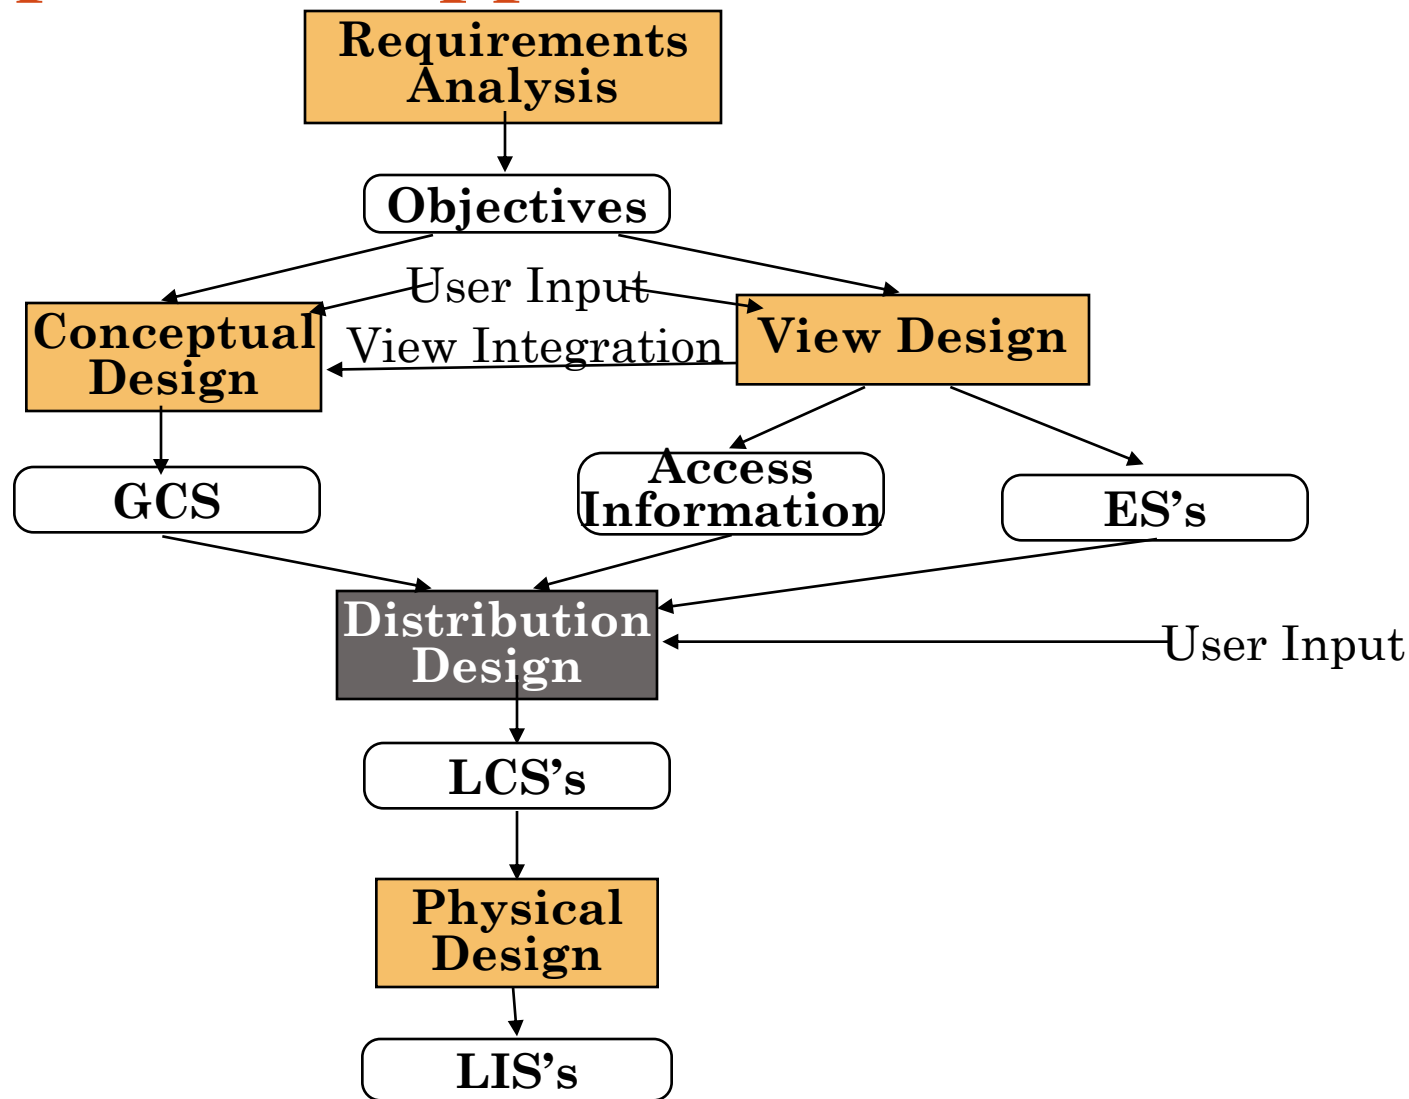 Requirements
Analysis
Objectives
User Input
Conceptual
Design
View Integration
View Design
GCS
Access
Information
ES's
Distribution
Design
User Input
LCS’s
Physical
Design
LIS’s